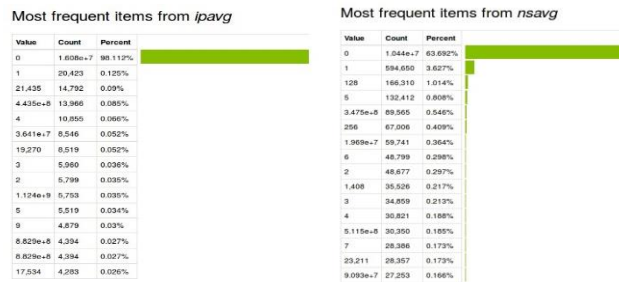 Most frequent items from ipavg
Value Count Percent
0 1.608e+7 98.112%
1 20,423 0.125%
21,435 14,792 0.09%
4.435e+8 13,966 0.085%
4 10,855 0.066%
3.641e+7 8,546 0.052%
19,270 8,519 0.052%
3 5,960 0.036%
2 5,799 0.035%
1.124e+9 5,753 0.035%
5 5,519 0.034%
9 4,879 0.03%
8.829e+8 4,394 0.027%
8.829e+8 4,394 0.027%
17,534 4,283 0.026%
Most frequent items from nsavg
Value Count Percent
0 1.044e+7 63.692%
1 594,650 3.627%
128 166,310 1.014%
5 132,412 0.808%
3.475e+8 89,565 0.546%
256 67,006 0.409%
1.969e+7 59,741 0.364%
6 48,799 0.298%
2 48,677 0.297%
1,408 35,526 0.217%
3 34,859 0.213%
4 30,821 0.188%
5.115e+8 30,350 0.185%
7 28,386 0.173%
23,211 28,357 0.173%
9.093e+7 27,253 0.166%